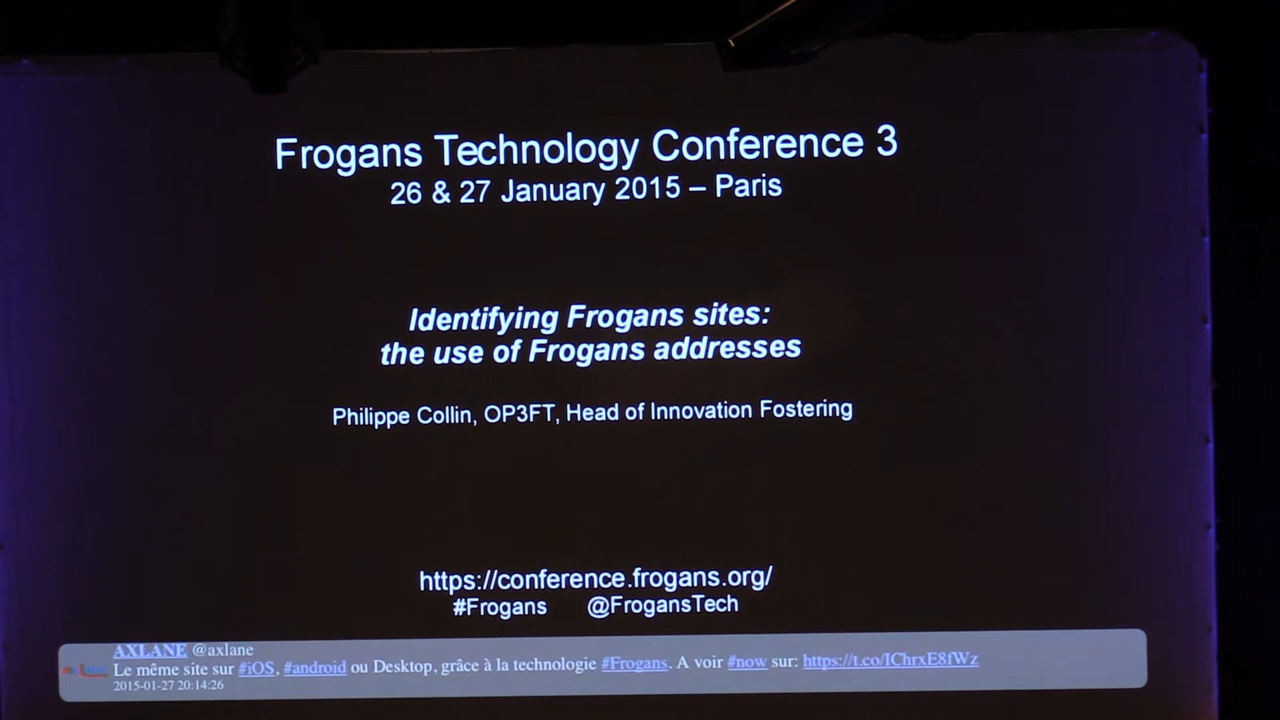 Frogans Technology Conference 3
26 & 27 January 2015 – Paris
Identifying Frogans sites:
the use of Frogans addresses
Philippe Collin, OP3FT, Head of Innovation Fostering
https://conference.frogans.org/
#Frogans @FrogansTech
AXLANE @axlane
Le même site sur #iOS, #android ou Desktop, grâce à la technologie #Frogans. A voir #now sur: https://t.co/IChrxE8fWz
2015-01-27 20:14:26